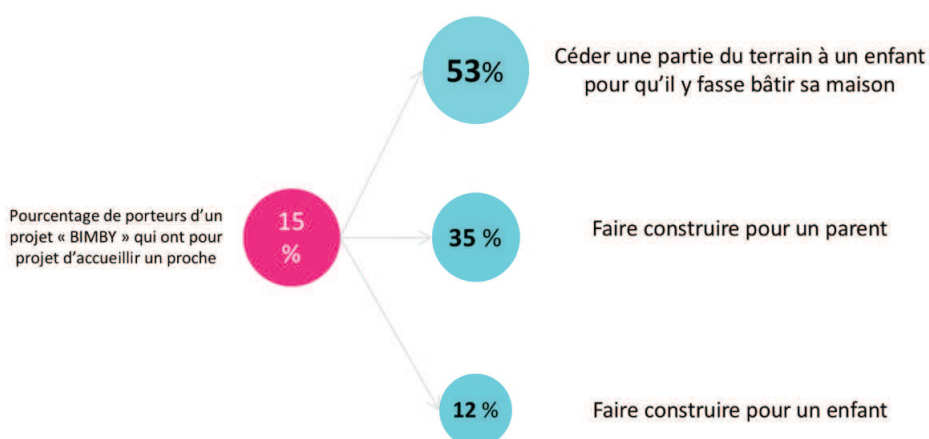 53%
Céder une partie du terrain à un enfant
pour qu'il y fasse bâtir sa maison
Pourcentage de porteurs d'un
projet « BIMBY » qui ont pour
projet d'accueillir un proche
15
%
35 %
Faire construire pour un parent
12 %
Faire construire pour un enfant